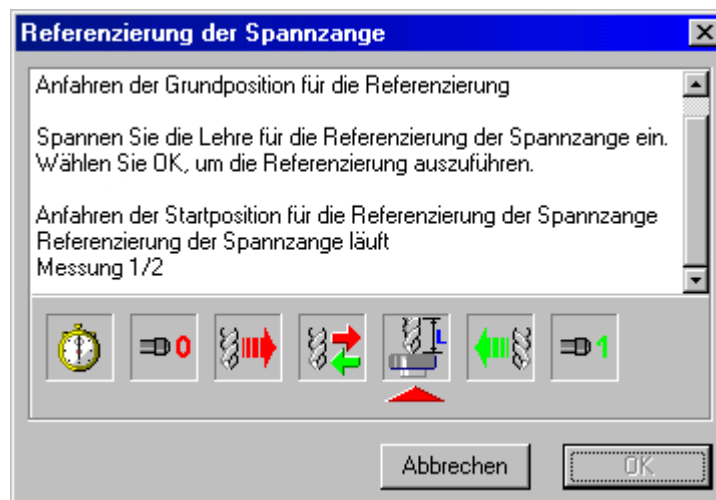 Referenzierung der Spannzange
Anfahren der Grundposition für die Referenzierung
Spannen Sie die Lehre für die Referenzierung der Spannzange ein.
Wählen Sie OK, um die Referenzierung auszuführen.
Anfahren der Startposition für die Referenzierung der Spannzange
Referenzierung der Spannzange läuft
Messung 1/2
0
L
1
Abbrechen
OK